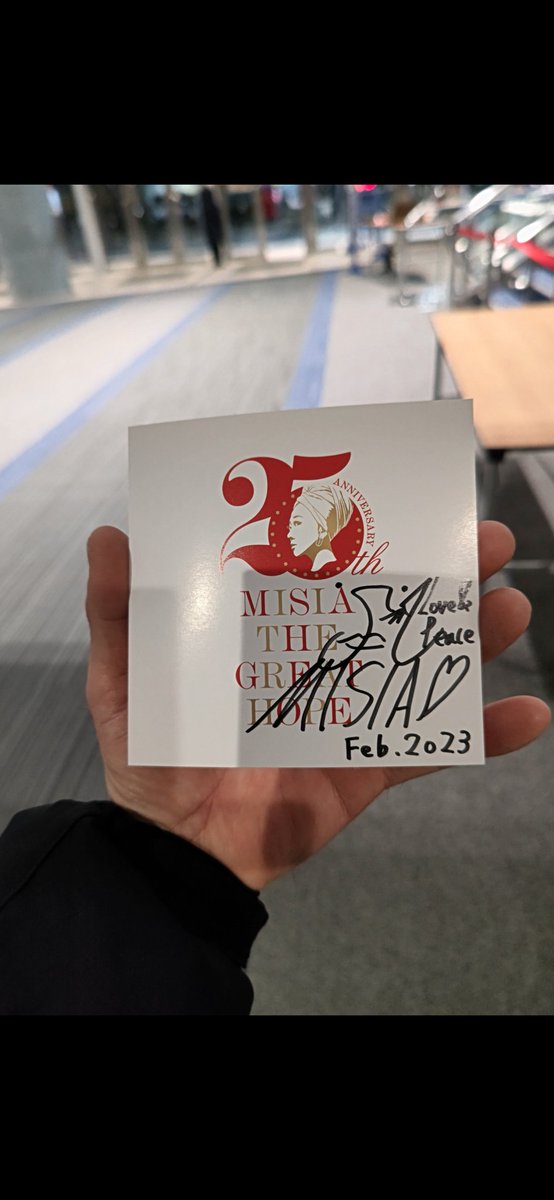 25th
ANNIVERSARY
MISIA
THE
GREAT
HOPE
Love &
Peace
MISIA♡
Feb.2023